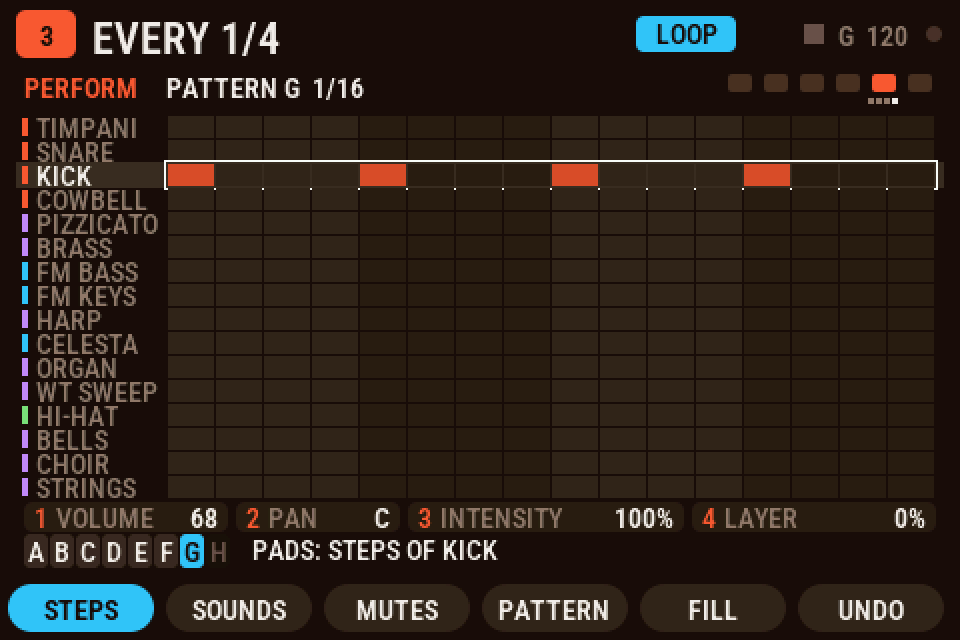 3 EVERY 1/4 LOOP G 120
PERFORM PATTERN G 1/16
TIMPANI
SNARE
KICK
COWBELL
PIZZICATO
BRASS
FM BASS
FM KEYS
HARP
CELESTA
ORGAN
WT SWEEP
HI-HAT
BELLS
CHOIR
STRINGS
1 VOLUME 68 2 PAN C 3 INTENSITY 100% 4 LAYER 0%
A B C D E F G H PADS: STEPS OF KICK
STEPS SOUNDS MUTES PATTERN FILL UNDO